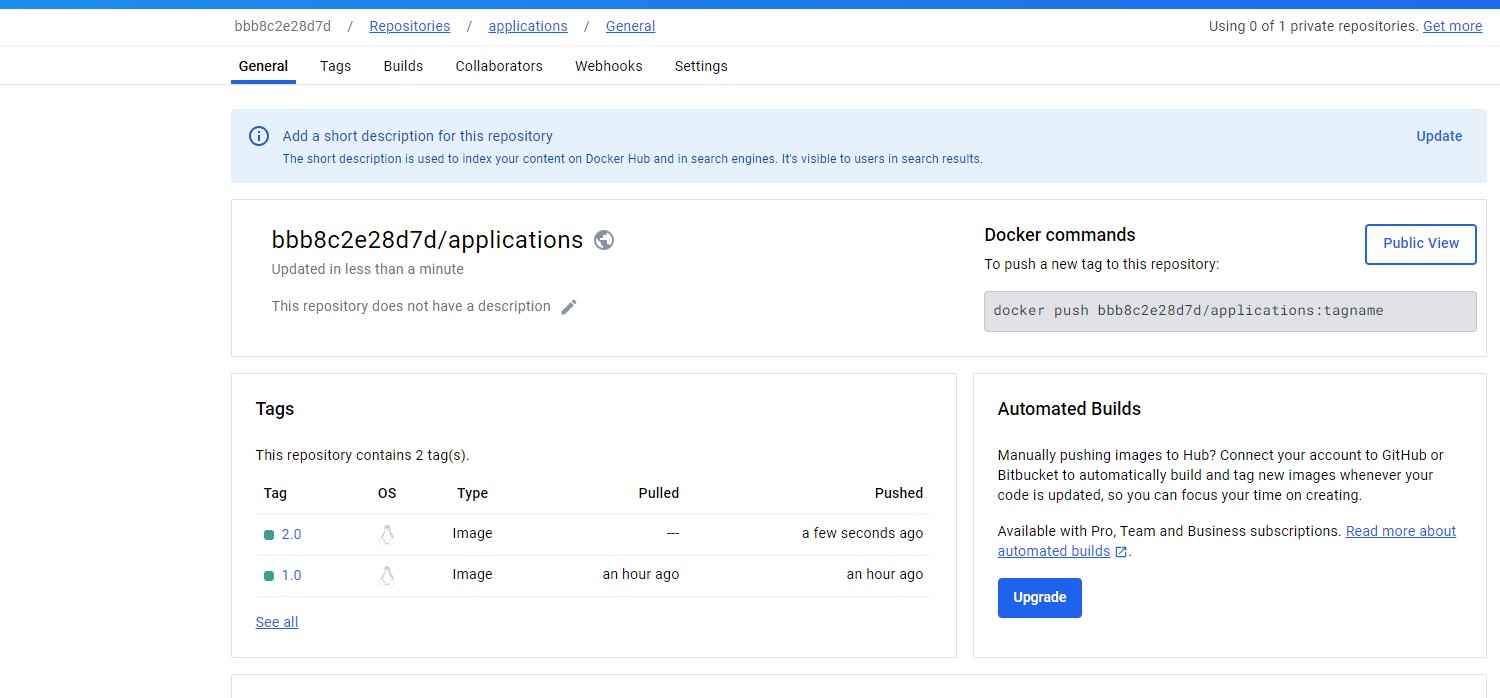 bbb8c2e28d7d / Repositories / applications / General
Using 0 of 1 private repositories. Get more
General Tags Builds Collaborators Webhooks Settings
Add a short description for this repository
Update
The short description is used to index your content on Docker Hub and in search engines. It's visible to users in search results.
bbb8c2e28d7d/applications
Updated in less than a minute
This repository does not have a description
Docker commands
Public View
To push a new tag to this repository:
docker push bbb8c2e28d7d/applications:tagname
Tags
This repository contains 2 tag(s).
Tag OS Type Pulled Pushed
2.0 Image --- a few seconds ago
1.0 Image an hour ago an hour ago
See all
Automated Builds
Manually pushing images to Hub? Connect your account to GitHub or
Bitbucket to automatically build and tag new images whenever your
code is updated, so you can focus your time on creating.
Available with Pro, Team and Business subscriptions. Read more about
automated builds .
Upgrade